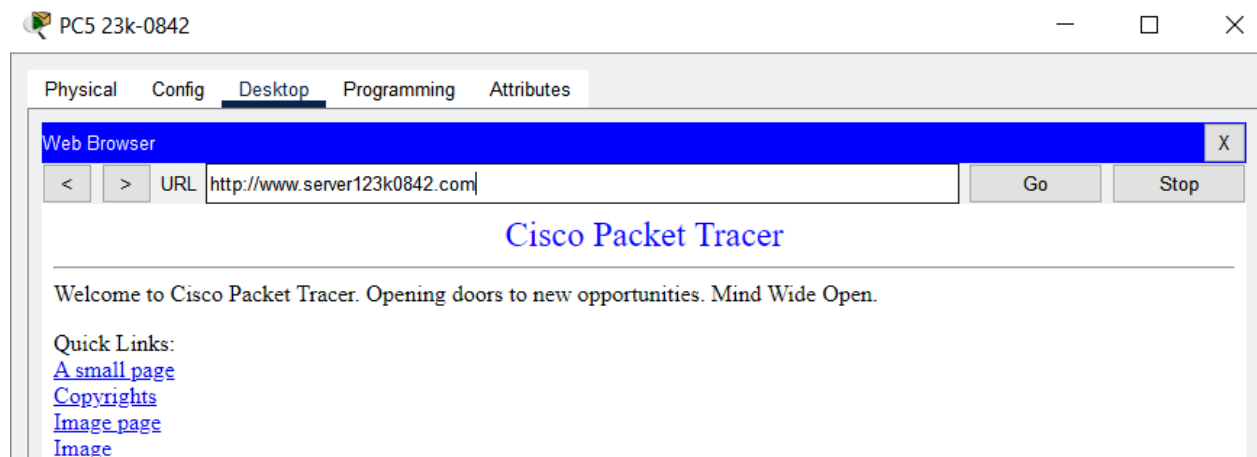 PC5 23k-0842
Physical Config Desktop Programming Attributes
Web Browser X
< > URL http://www.server123k0842.com Go Stop
Cisco Packet Tracer
Welcome to Cisco Packet Tracer. Opening doors to new opportunities. Mind Wide Open.
Quick Links:
A small page
Copyrights
Image page
Image